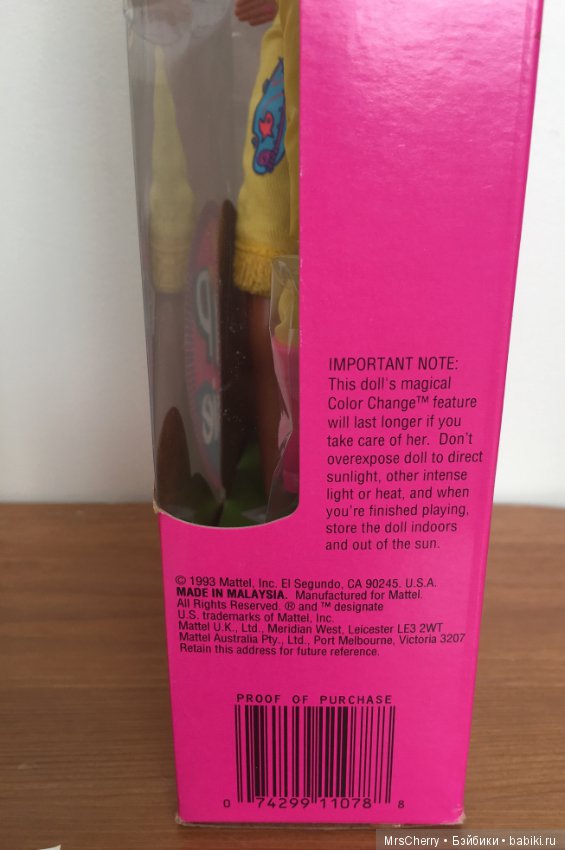 IMPORTANT NOTE:
This doll's magical
Color Change™ feature
will last longer if you
take care of her. Don't
overexpose doll to direct
sunlight, other intense
light or heat, and when
you're finished playing,
store the doll indoors
and out of the sun.
© 1993 Mattel, Inc. El Segundo, CA 90245. U.S.A.
MADE IN MALAYSIA. Manufactured for Mattel.
All Rights Reserved. ® and ™ designate
U.S. trademarks of Mattel, Inc.
Mattel U.K., Ltd., Meridian West, Leicester LE3 2WT
Mattel Australia Pty., Ltd., Port Melbourne, Victoria 3207
Retain this address for future reference.
PROOF OF PURCHASE
0 74299 11078 8
MrsCherry • Бэйбики • babiki.ru